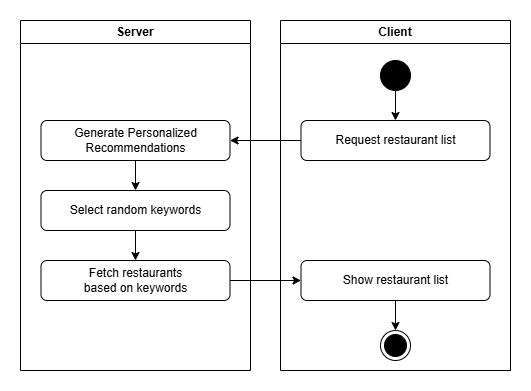 Server
Client
Request restaurant list
Generate Personalized
Recommendations
Select random keywords
Fetch restaurants
based on keywords
Show restaurant list